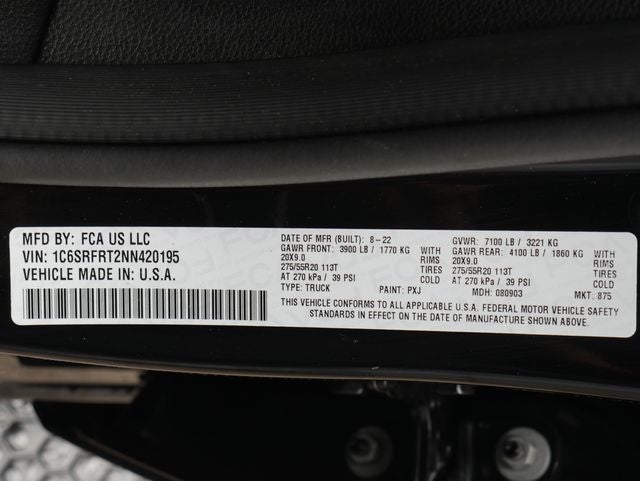 MFD BY: FCA US LLC
VIN: 1C6SRFRT2NN420195
VEHICLE MADE IN U.S.A.
DATE OF MFR (BUILT): 8-22 GVWR: 7100 LB / 3221 KG
GAWR FRONT: 3900 LB / 1770 KG WITH GAWR REAR: 4100 LB / 1860 KG WITH
20X9.0 RIMS 20X9.0 RIMS
275/55R20 113T TIRES 275/55R20 113T TIRES
AT 270 kPa / 39 PSI COLD AT 270 kPa / 39 PSI COLD
TYPE: TRUCK PAINT: PXJ MDH: 080903 MKT: 875
THIS VEHICLE CONFORMS TO ALL APPLICABLE U.S.A. FEDERAL MOTOR VEHICLE SAFETY
STANDARDS IN EFFECT ON THE DATE OF MANUFACTURE SHOWN ABOVE.